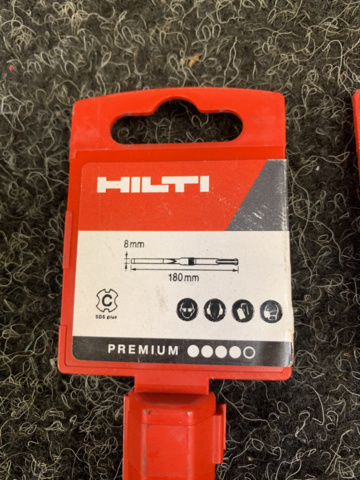 HILTI
8mm
180mm
C
SDS plus
PREMIUM